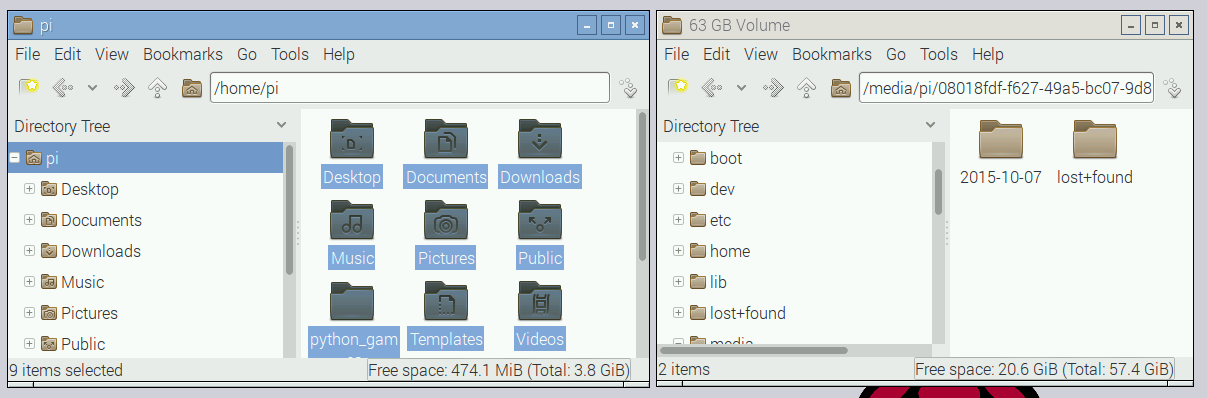 pi
File Edit View Bookmarks Go Tools Help
/home/pi
Directory Tree
pi
Desktop
Documents
Downloads
Music
Pictures
Public
Desktop Documents Downloads
Music Pictures Public
python_gam Templates Videos
9 items selected Free space: 474.1 MiB (Total: 3.8 GiB)
63 GB Volume
File Edit View Bookmarks Go Tools Help
/media/pi/08018fdf-f627-49a5-bc07-9d8
Directory Tree
boot
dev
etc
home
lib
lost+found
media
2015-10-07 lost+found
2 items Free space: 20.6 GiB (Total: 57.4 GiB)